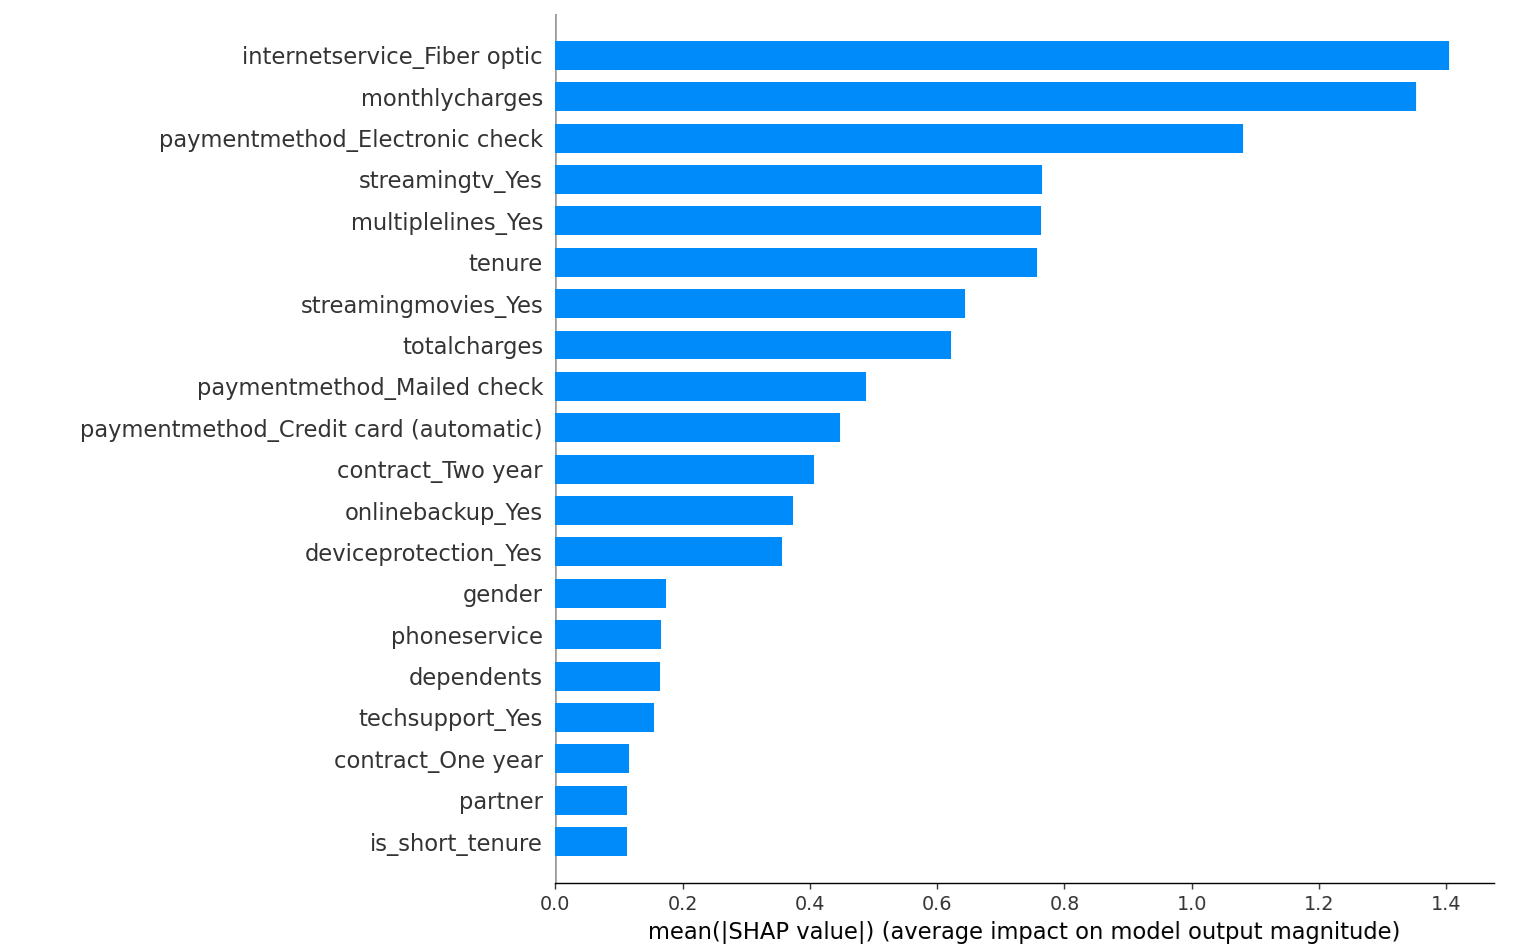 internetservice_Fiber optic
monthlycharges
paymentmethod_Electronic check
streamingtv_Yes
multiplelines_Yes
tenure
streamingmovies_Yes
totalcharges
paymentmethod_Mailed check
paymentmethod_Credit card (automatic)
contract_Two year
onlinebackup_Yes
deviceprotection_Yes
gender
phoneservice
dependents
techsupport_Yes
contract_One year
partner
is_short_tenure
0.0 0.2 0.4 0.6 0.8 1.0 1.2 1.4
mean(|SHAP value|) (average impact on model output magnitude)